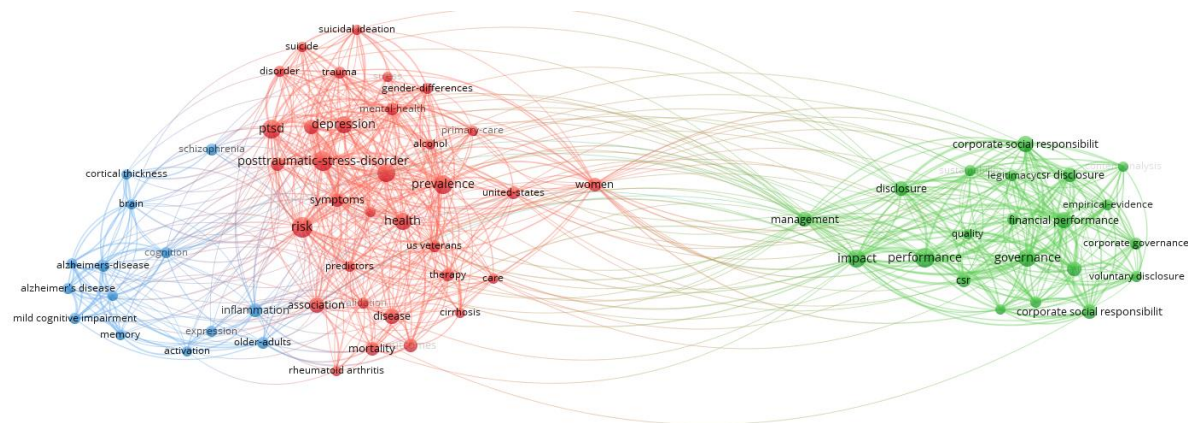 suicidal ideation
suicide
disorder
trauma
gender-differences
mental-health
ptsd
depression
primary-care
alcohol
schizophrenia
posttraumatic-stress-disorder
cortical thickness
prevalence
united-states
women
brain
symptoms
health
risk
us veterans
cognition
alzheimers-disease
predictors
therapy
care
alzheimer's disease
inflammation
association
disease
cirrhosis
mild cognitive impairment
memory
expression
older-adults
activation
mortality
rheumatoid arthritis
corporate social responsibilit
disclosure
legitimacy
csr disclosure
management
empirical-evidence
financial performance
quality
corporate governance
impact
performance
governance
csr
voluntary disclosure
corporate social responsibilit